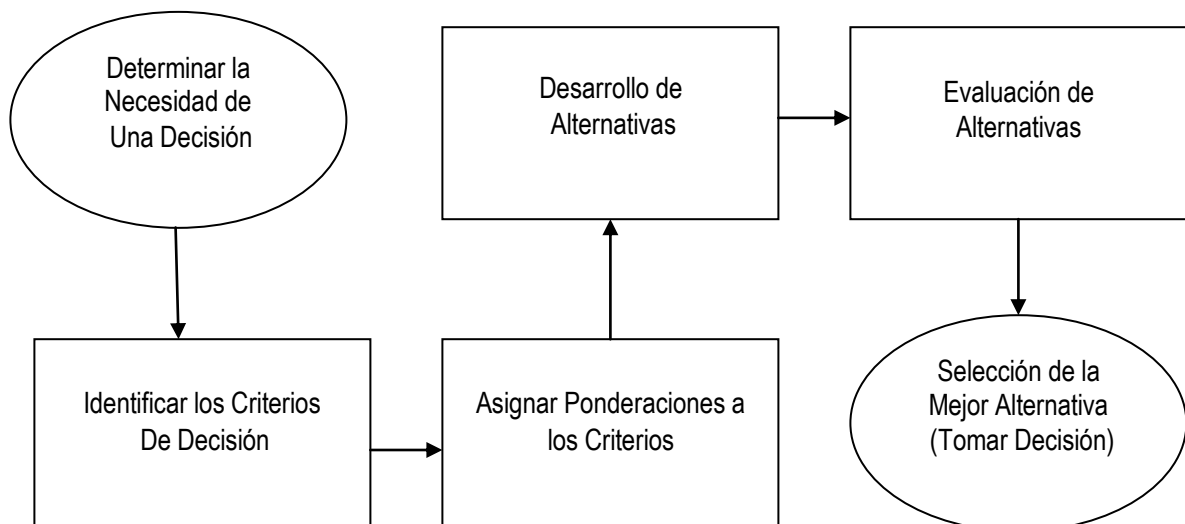 Determinar la
Necesidad de
Una Decisión
Identificar los Criterios
De Decisión
Asignar Ponderaciones a
los Criterios
Desarrollo de
Alternativas
Evaluación de
Alternativas
Selección de la
Mejor Alternativa
(Tomar Decisión)